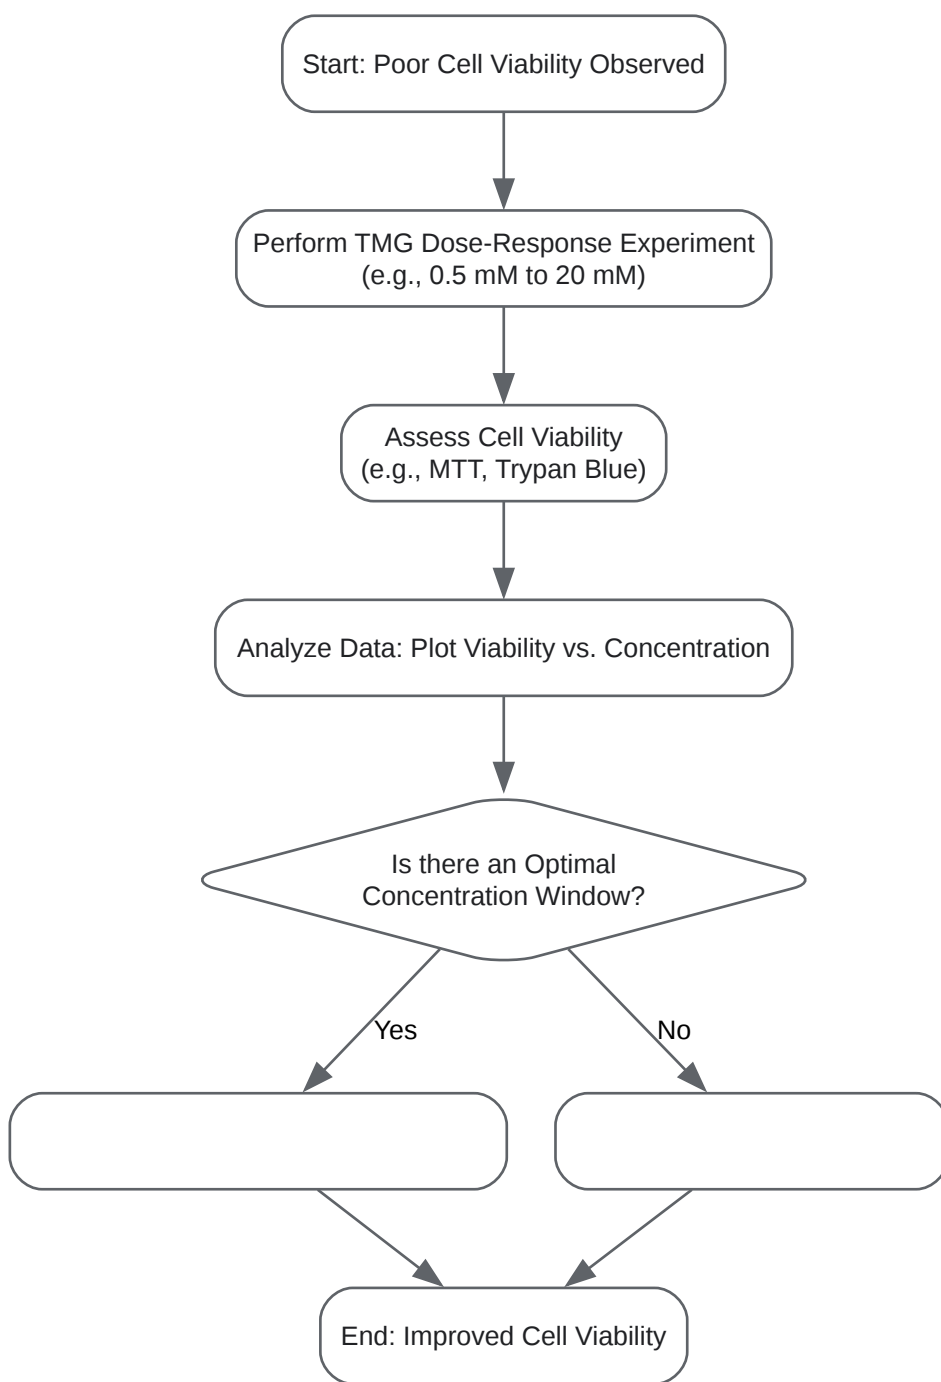 Start: Poor Cell Viability Observed
Perform TMG Dose-Response Experiment
(e.g., 0.5 mM to 20 mM)
Assess Cell Viability
(e.g., MTT, Trypan Blue)
Analyze Data: Plot Viability vs. Concentration
Is there an Optimal
Concentration Window?
Yes
No
End: Improved Cell Viability